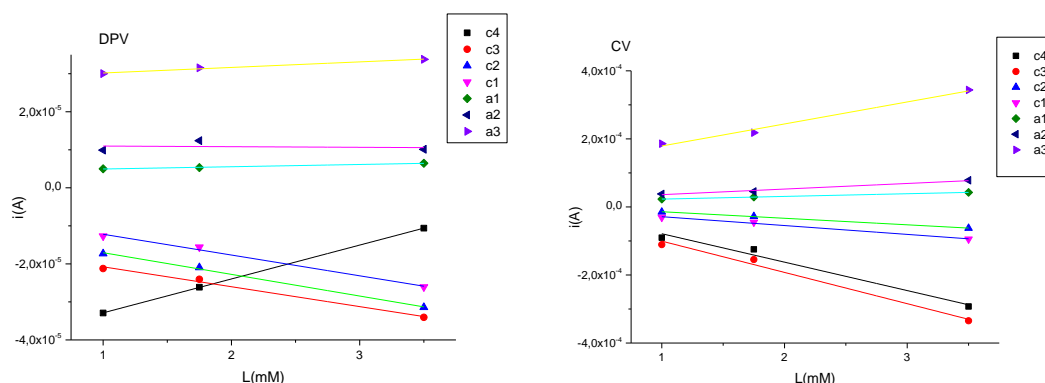 DPV
c4
c3
c2
c1
a1
a2
a3
2,0x10⁻⁵
0,0
-2,0x10⁻⁵
-4,0x10⁻⁵
i(A)
1
2
3
L(mM)
CV
c4
c3
c2
c1
a1
a2
a3
4,0x10⁻⁴
2,0x10⁻⁴
0,0
-2,0x10⁻⁴
-4,0x10⁻⁴
i(A)
1
2
3
L(mM)